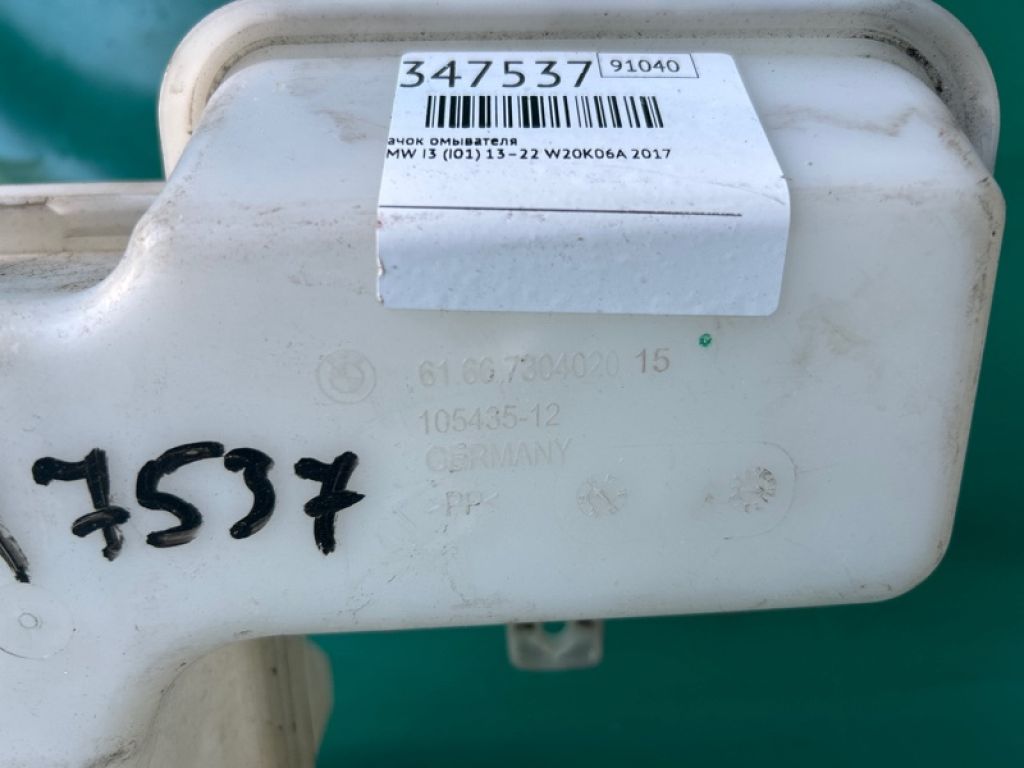 347537 91040
ачок омывателя
MW I3 (I01) 13-22 W20K06A 2017
61.60.7304020 15
105435-12
GERMANY
>PP<
7537